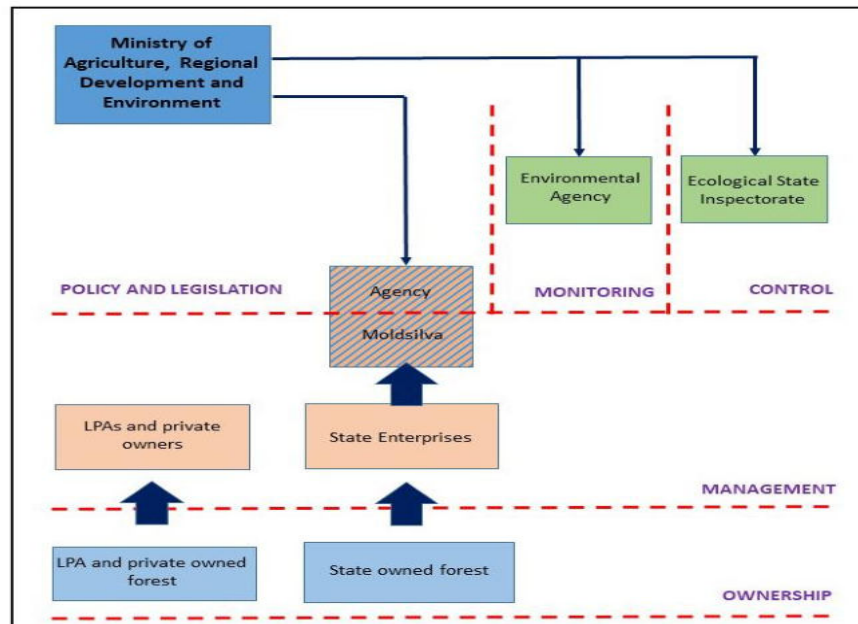 Ministry of
Agriculture, Regional
Development and
Environment
Environmental
Agency
Ecological State
Inspectorate
POLICY AND LEGISLATION
Agency
Moldsilva
MONITORING
CONTROL
LPAs and private
owners
State Enterprises
MANAGEMENT
LPA and private owned
forest
State owned forest
OWNERSHIP